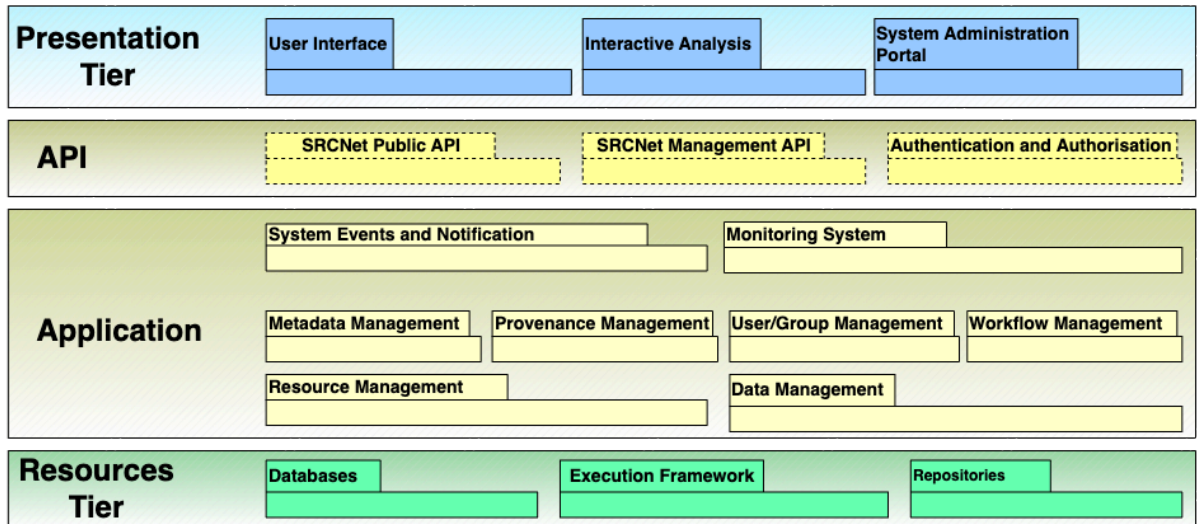 Presentation
Tier
User Interface
Interactive Analysis
System Administration
Portal
API
SRCNet Public API
SRCNet Management API
Authentication and Authorisation
Application
System Events and Notification
Monitoring System
Metadata Management
Provenance Management
User/Group Management
Workflow Management
Resource Management
Data Management
Resources
Tier
Databases
Execution Framework
Repositories